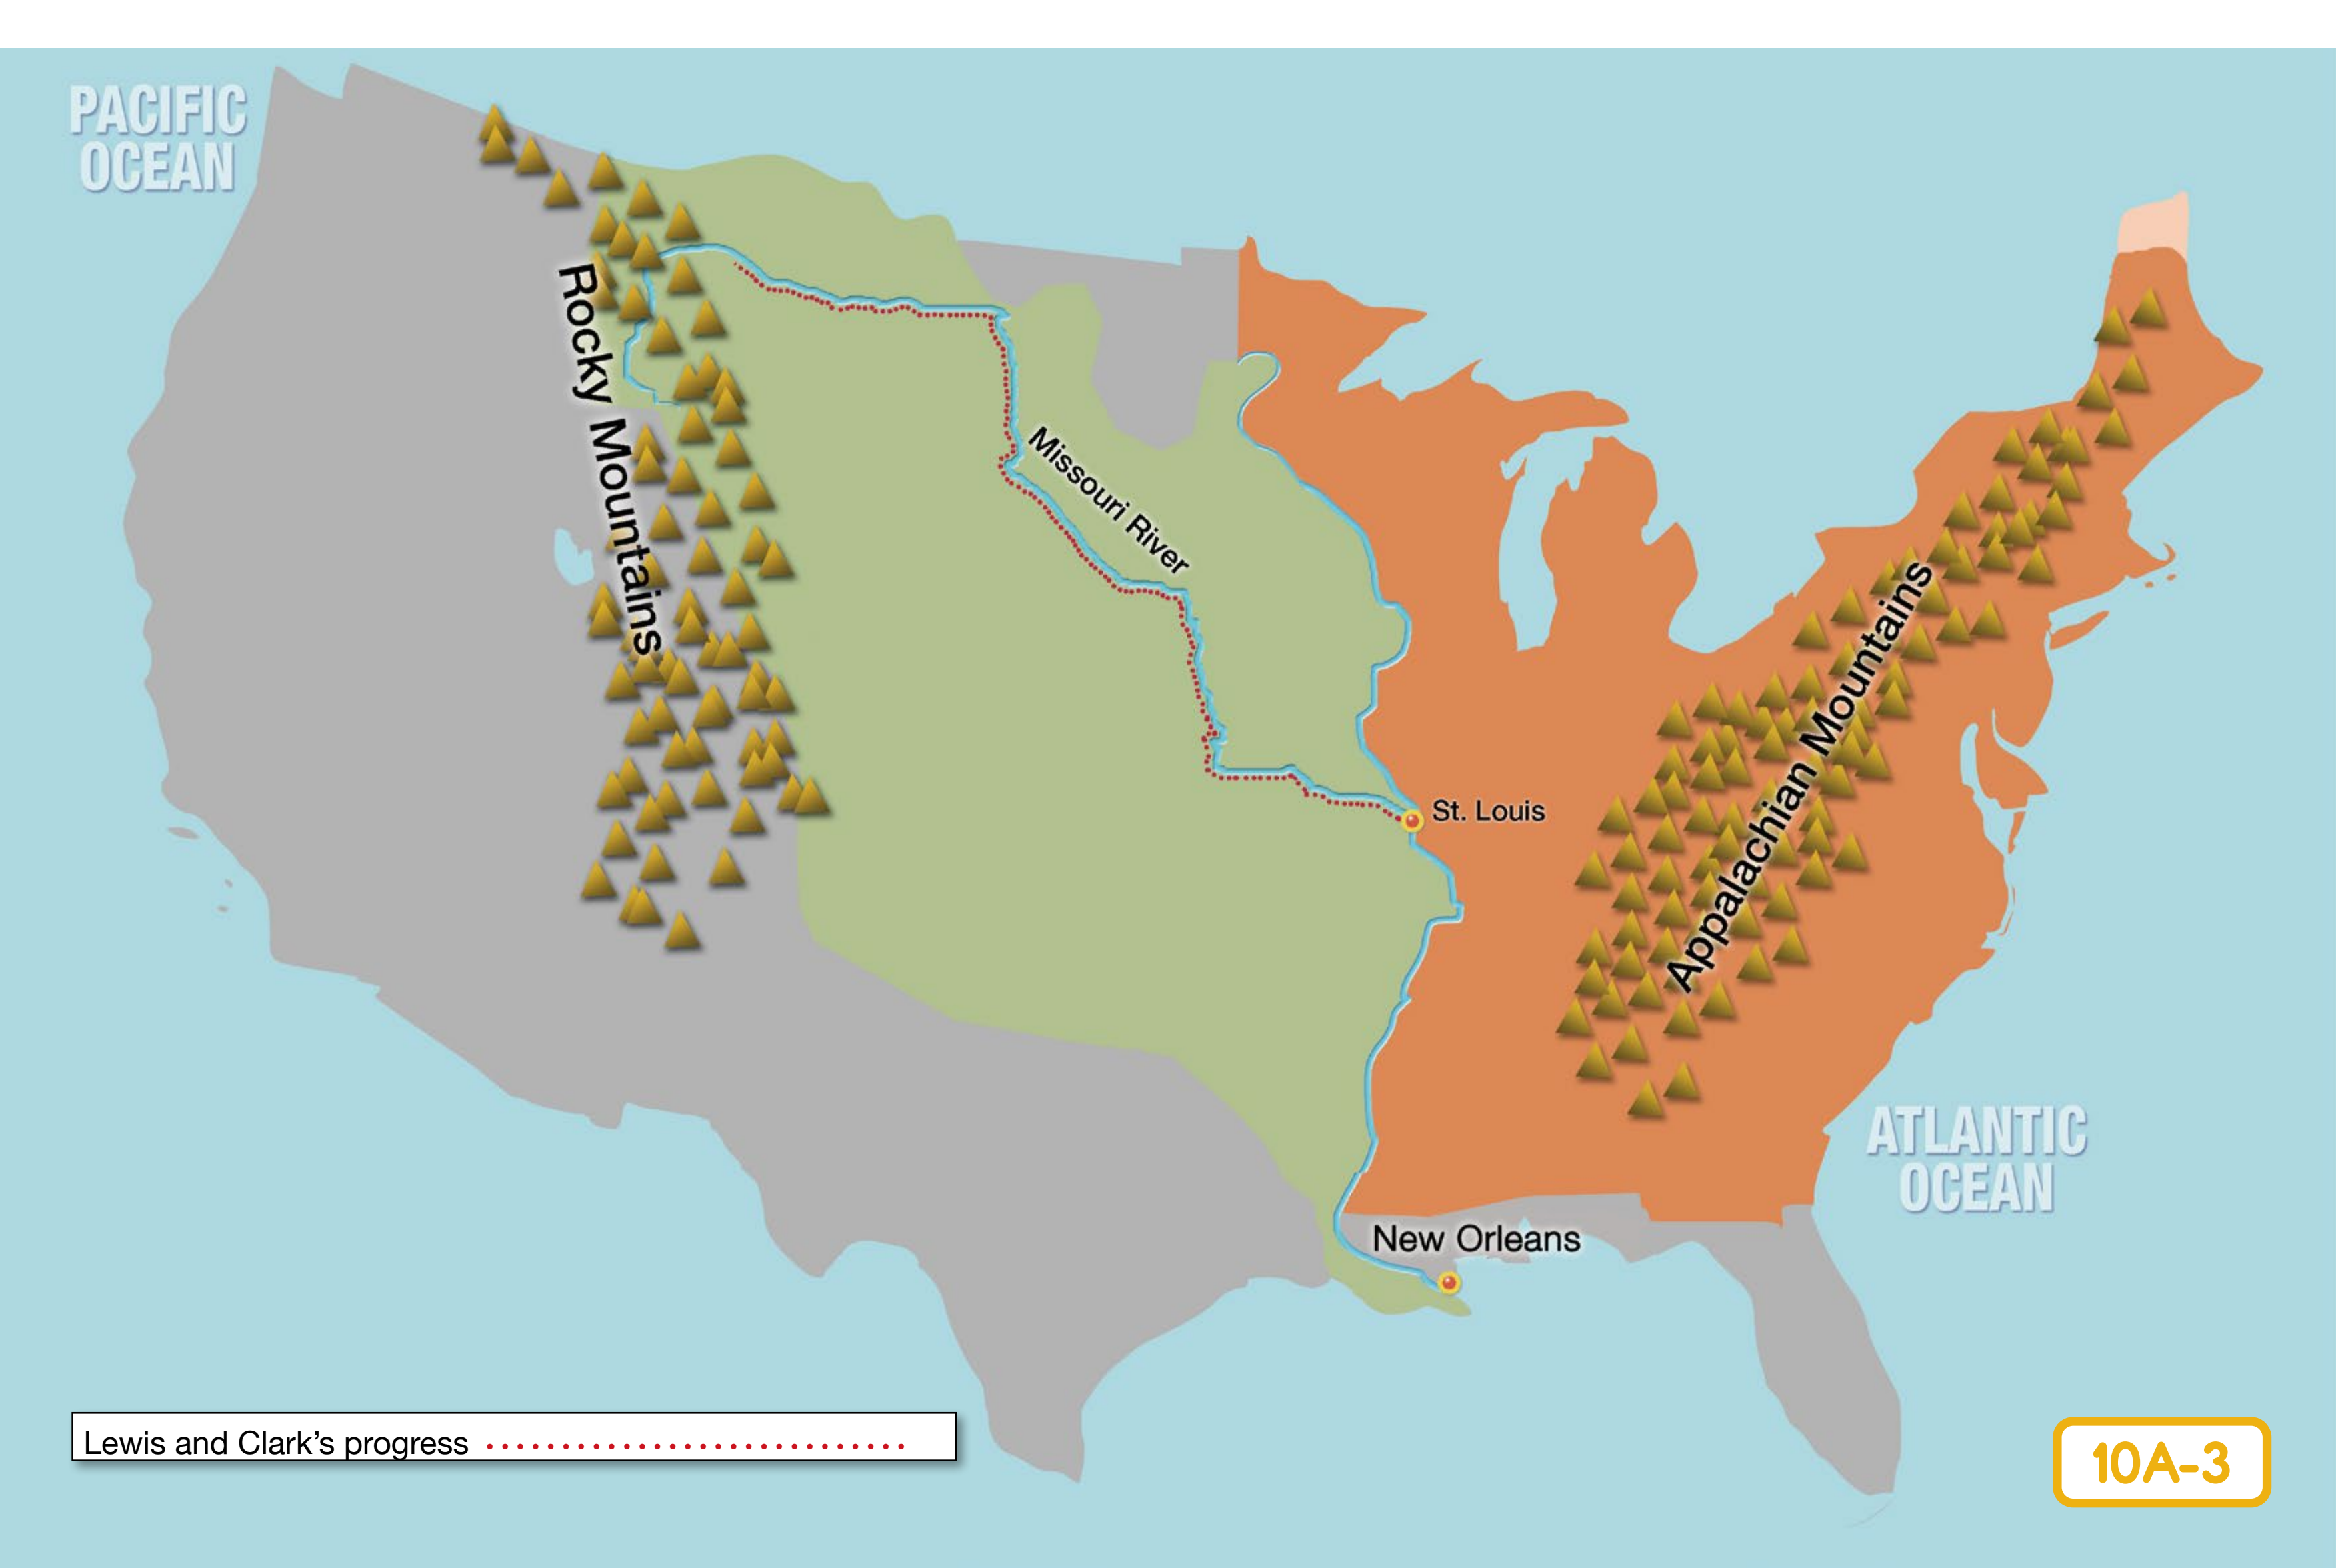 PACIFIC
OCEAN
Rocky Mountains
Missouri River
St. Louis
Appalachian Mountains
ATLANTIC
OCEAN
New Orleans
Lewis and Clark’s progress
10A-3